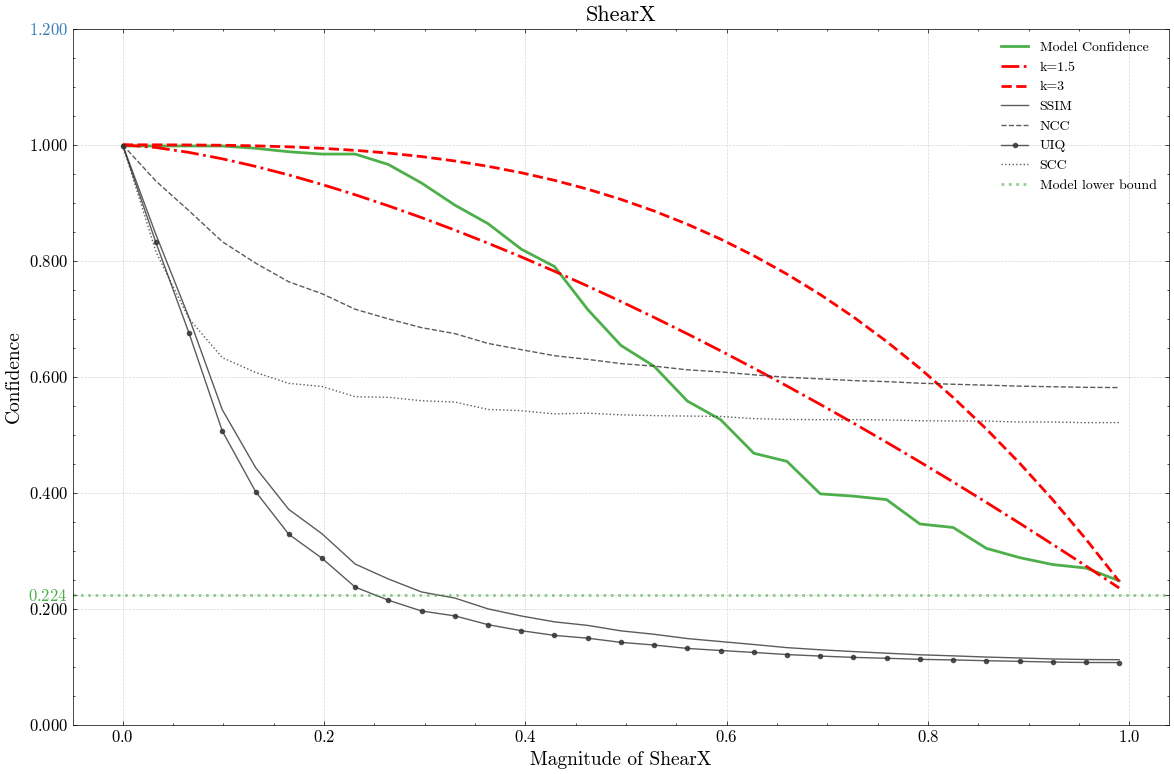 ShearX
1.200
1.000
0.800
0.600
0.400
0.224
0.200
0.000
Confidence
Model Confidence
k=1.5
k=3
SSIM
NCC
UIQ
SCC
Model lower bound
0.0 0.2 0.4 0.6 0.8 1.0
Magnitude of ShearX